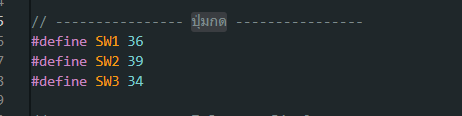 // --------------- ปุ่มกด ---------------
#define SW1 36
#define SW2 39
#define SW3 34